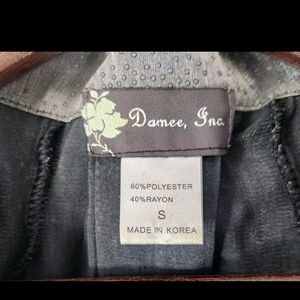 Damee, Inc.
60%POLYESTER
40%RAYON
S
MADE IN KOREA